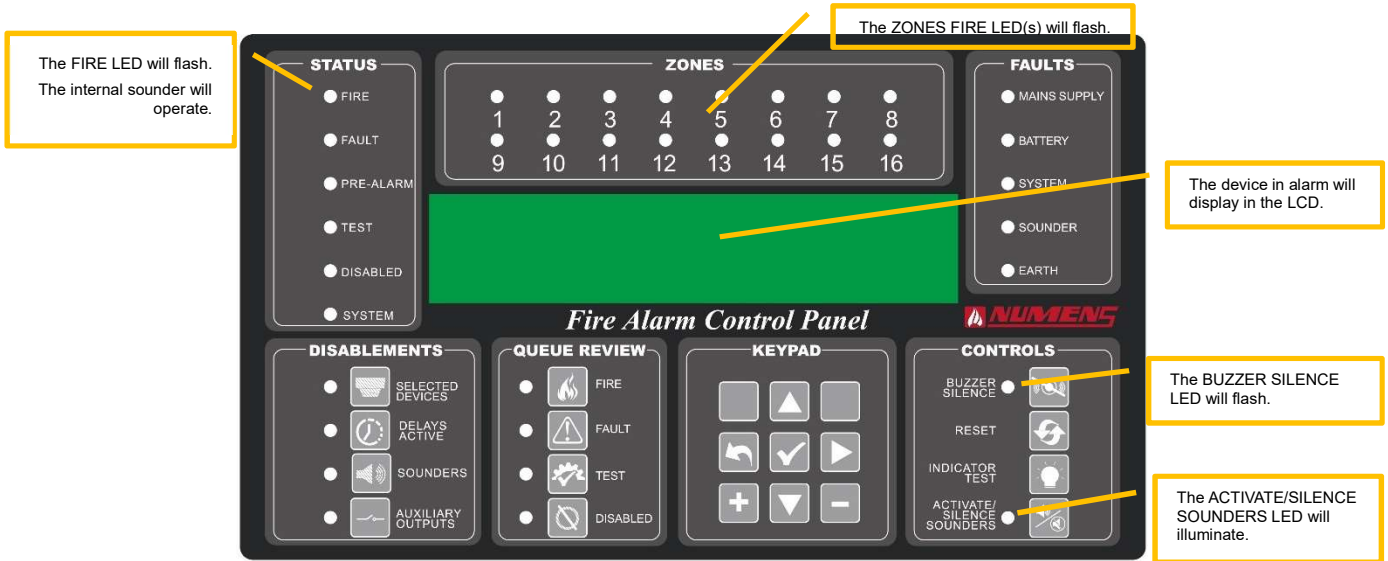 The ZONES FIRE LED(s) will flash.
The FIRE LED will flash.
The internal sounder will
operate.
STATUS
FIRE
FAULT
PRE-ALARM
TEST
DISABLED
SYSTEM
ZONES
1 2 3 4 5 6 7 8
9 10 11 12 13 14 15 16
FAULTS
MAINS SUPPLY
BATTERY
SYSTEM
SOUNDER
EARTH
The device in alarm will
display in the LCD.
Fire Alarm Control Panel
NUMENS
DISABLEMENTS
SELECTED
DEVICES
DELAYS
ACTIVE
SOUNDERS
AUXILIARY
OUTPUTS
QUEUE REVIEW
FIRE
FAULT
TEST
DISABLED
KEYPAD
+
-
CONTROLS
BUZZER
SILENCE
RESET
INDICATOR
TEST
ACTIVATE/
SILENCE
SOUNDERS
The BUZZER SILENCE
LED will flash.
The ACTIVATE/SILENCE
SOUNDERS LED will
illuminate.